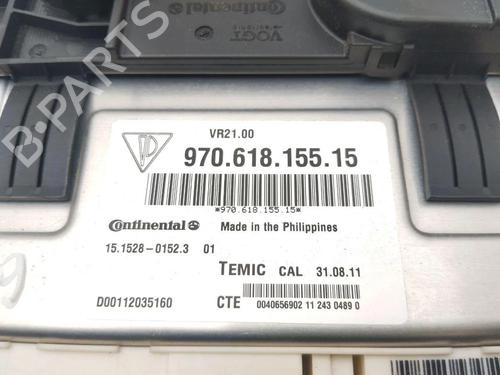 Continental
VOGT
B-PARTS
VR21.00
970.618.155.15
*970.618.155.15*
Continental
Made in the Philippines
15.1528-0152.3 01
TEMIC CAL 31.08.11
D00112035160
CTE 0040656902 11 243 0489 0